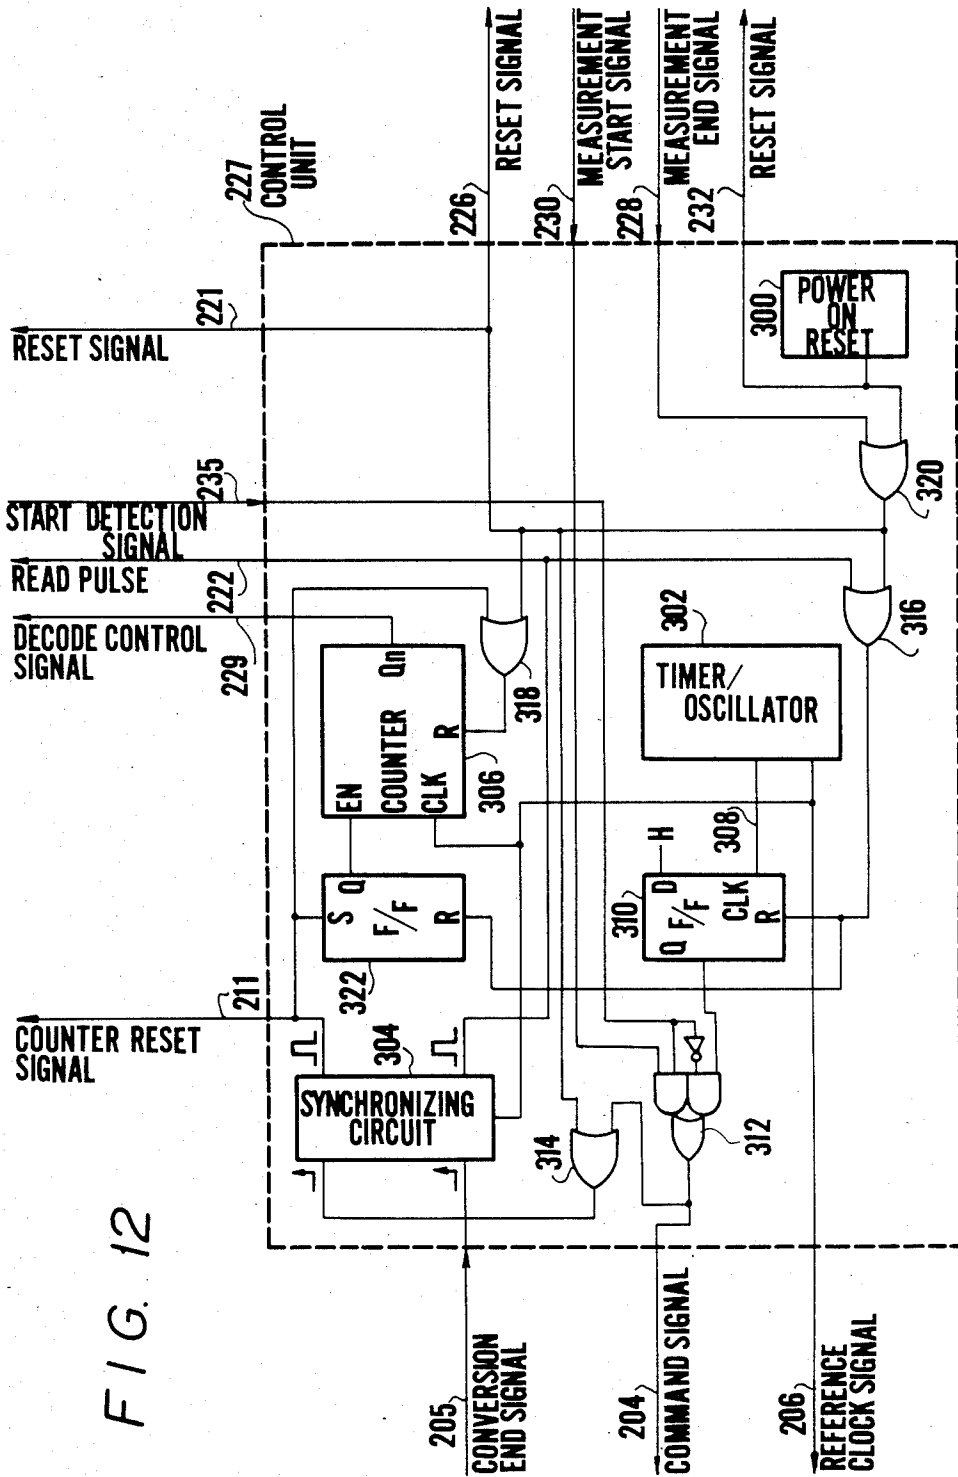 FIG. 12
227
CONTROL
UNIT
RESET SIGNAL
221
START DETECTION
SIGNAL
235
READ PULSE
222
DECODE CONTROL
SIGNAL
229
COUNTER RESET
SIGNAL
211
226
RESET SIGNAL
230
MEASUREMENT
START SIGNAL
228
MEASUREMENT
END SIGNAL
232
RESET SIGNAL
300
POWER
ON
RESET
320
316
318
302
TIMER/
OSCILLATOR
308
EN
Qn
COUNTER
CLK
R
306
S
Q
F/F
R
322
H
310
D
Q
F/F
CLK
R
304
SYNCHRONIZING
CIRCUIT
314
312
205
CONVERSION
END SIGNAL
204
COMMAND SIGNAL
206
REFERENCE
CLOCK SIGNAL